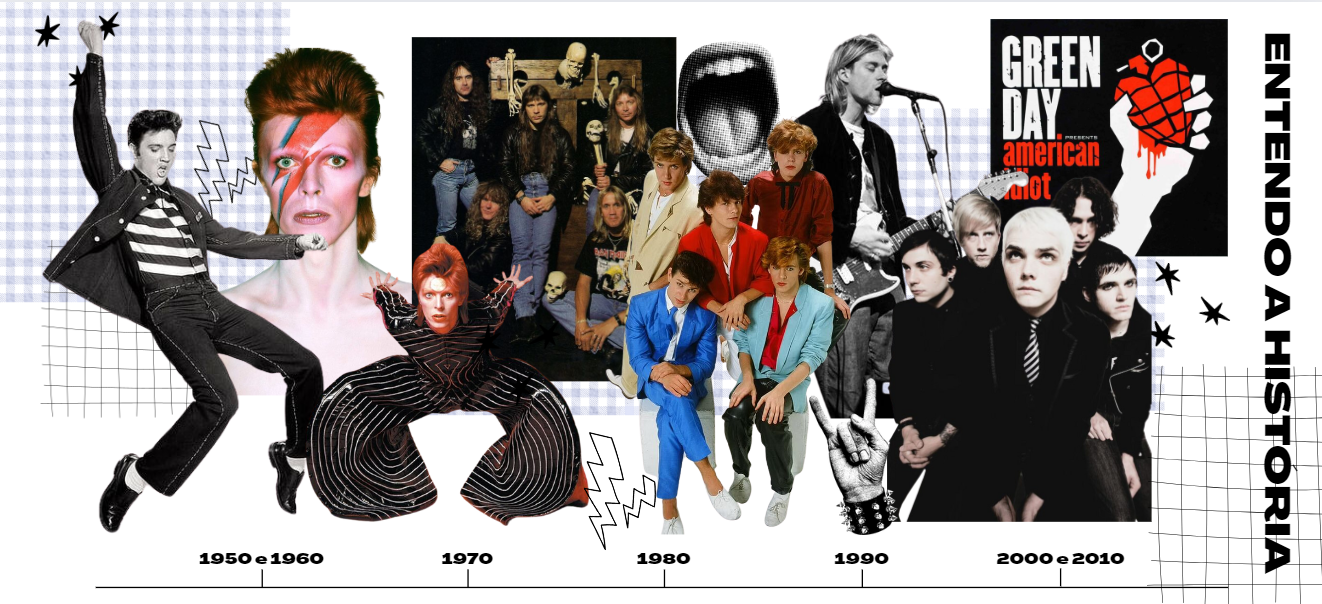 GREEN
DAY
PRESENTS
american
idiot
ENTENDO A HISTORIA
1950 e 1960
1970
1980
1990
2000 e 2010